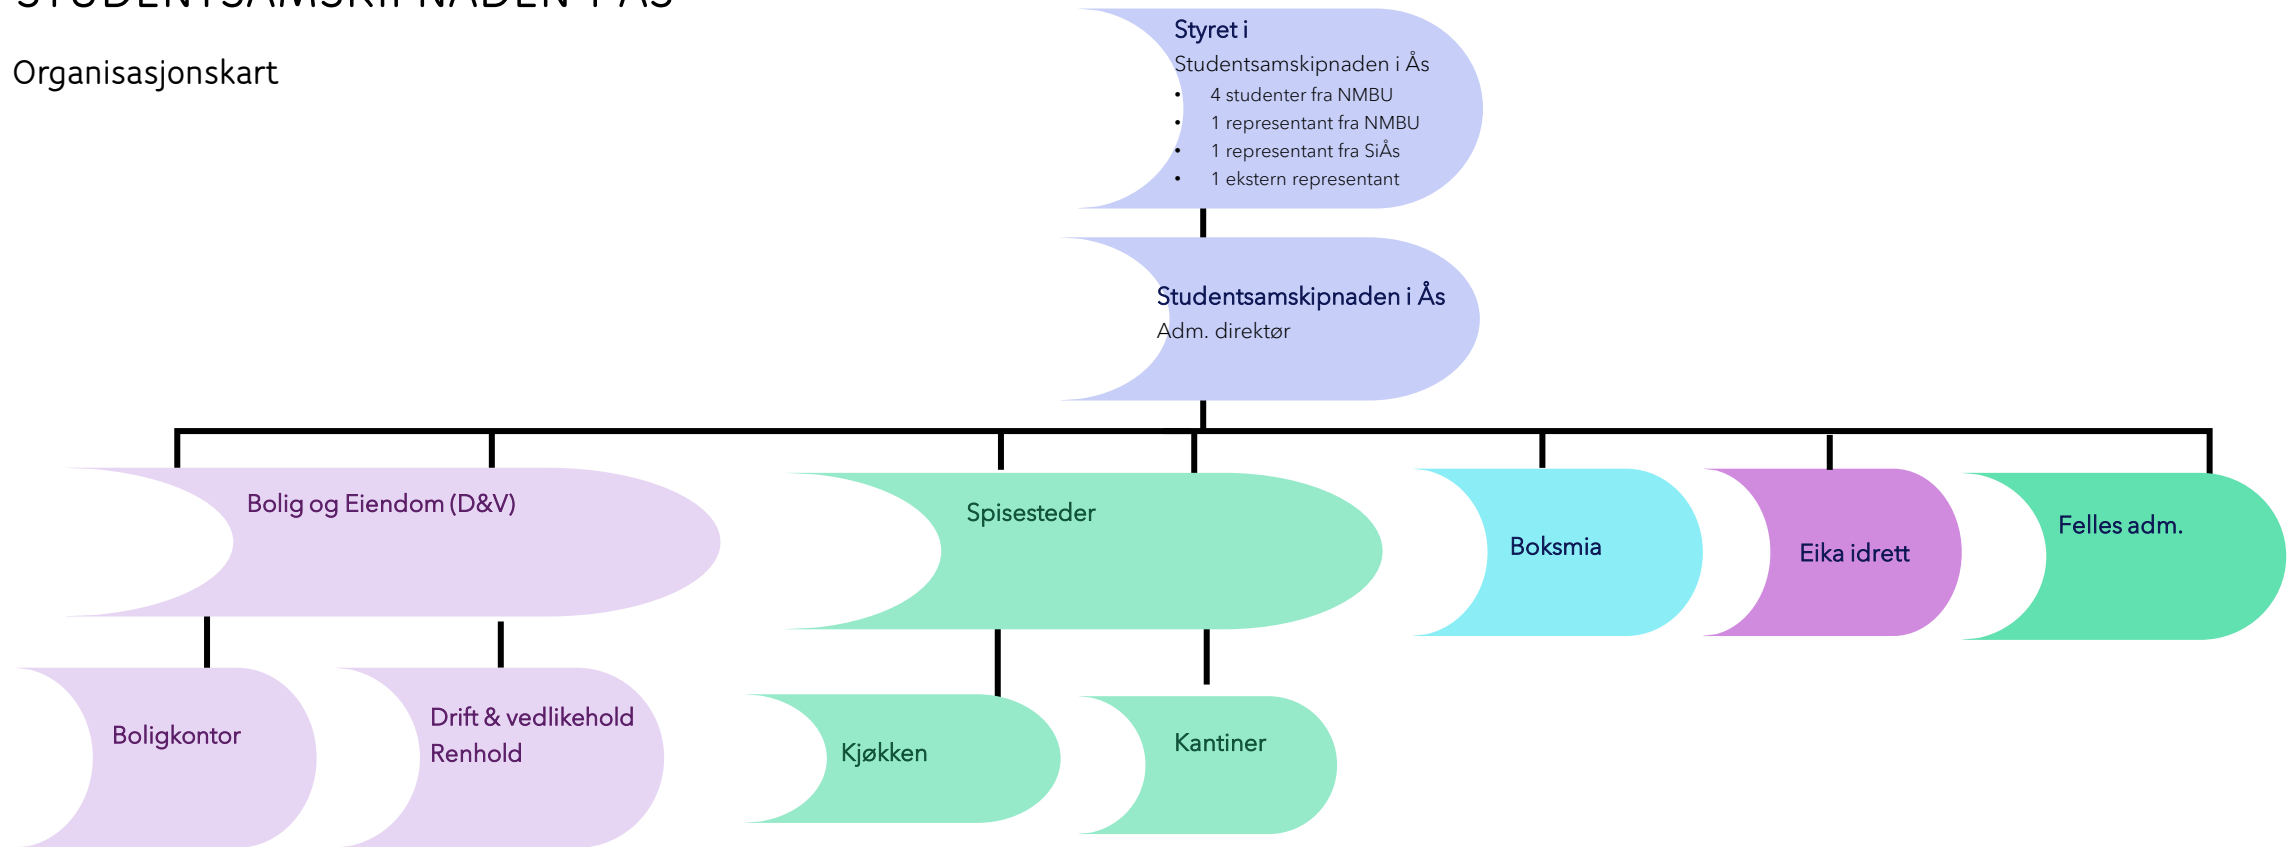 STUDENTSAMSKIPNADEN I ÅS
Organisasjonskart
Styret i
Studentsamskipnaden i Ås
• 4 studenter fra NMBU
• 1 representant fra NMBU
• 1 representant fra SiÅs
• 1 ekstern representant
Studentsamskipnaden i Ås
Adm. direktør
Bolig og Eiendom (D&V)
Spisesteder
Boksmia
Eika idrett
Felles adm.
Boligkontor
Drift & vedlikehold
Renhold
Kjøkken
Kantiner